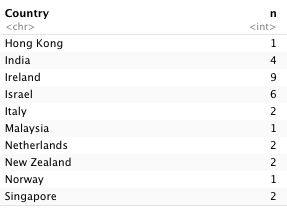 Country n
<chr> <int>
Hong Kong 1
India 4
Ireland 9
Israel 6
Italy 2
Malaysia 1
Netherlands 2
New Zealand 2
Norway 1
Singapore 2